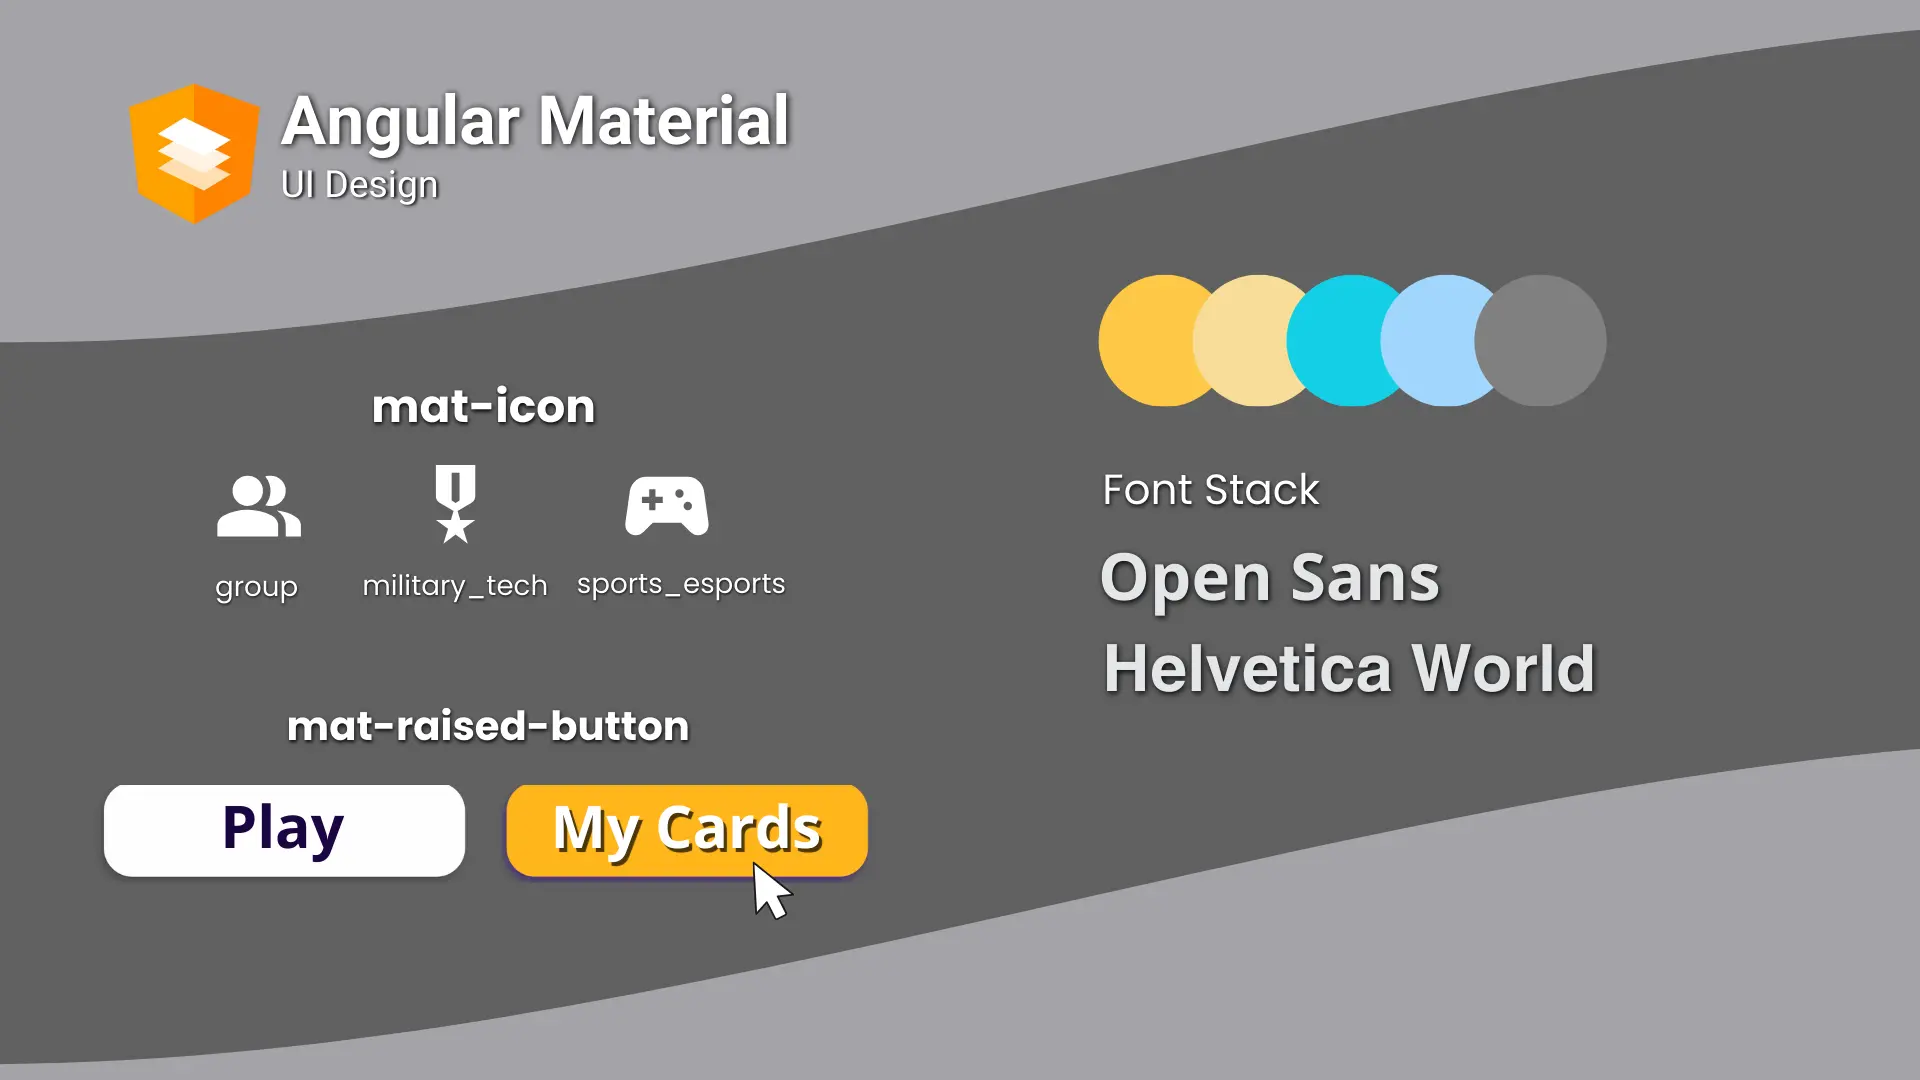 Angular Material
UI Design
mat-icon
group
military_tech
sports_esports
mat-raised-button
Play
My Cards
Font Stack
Open Sans
Helvetica World